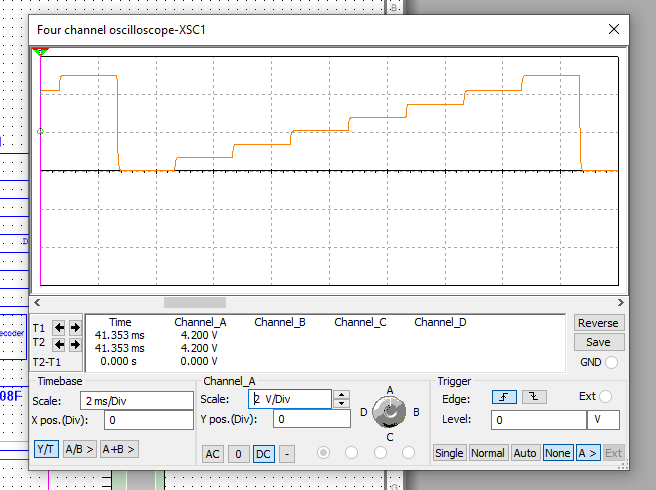 B
Four channel oscilloscope-XSC1
.D
Time Channel_A Channel_B Channel_C Channel_D
T1 41.353 ms 4.200 V
T2 41.353 ms 4.200 V
T2-T1 0.000 s 0.000 V
Reverse
Save
GND
ecoder
08F
Timebase
Scale: 2 ms/Div
X pos.(Div): 0
Y/T A/B > A+B >
Channel_A
Scale: 2 V/Div
Y pos.(Div): 0
AC 0 DC -
A
D B
C
Trigger
Edge: Ext
Level: 0 V
Single Normal Auto None A > Ext
G